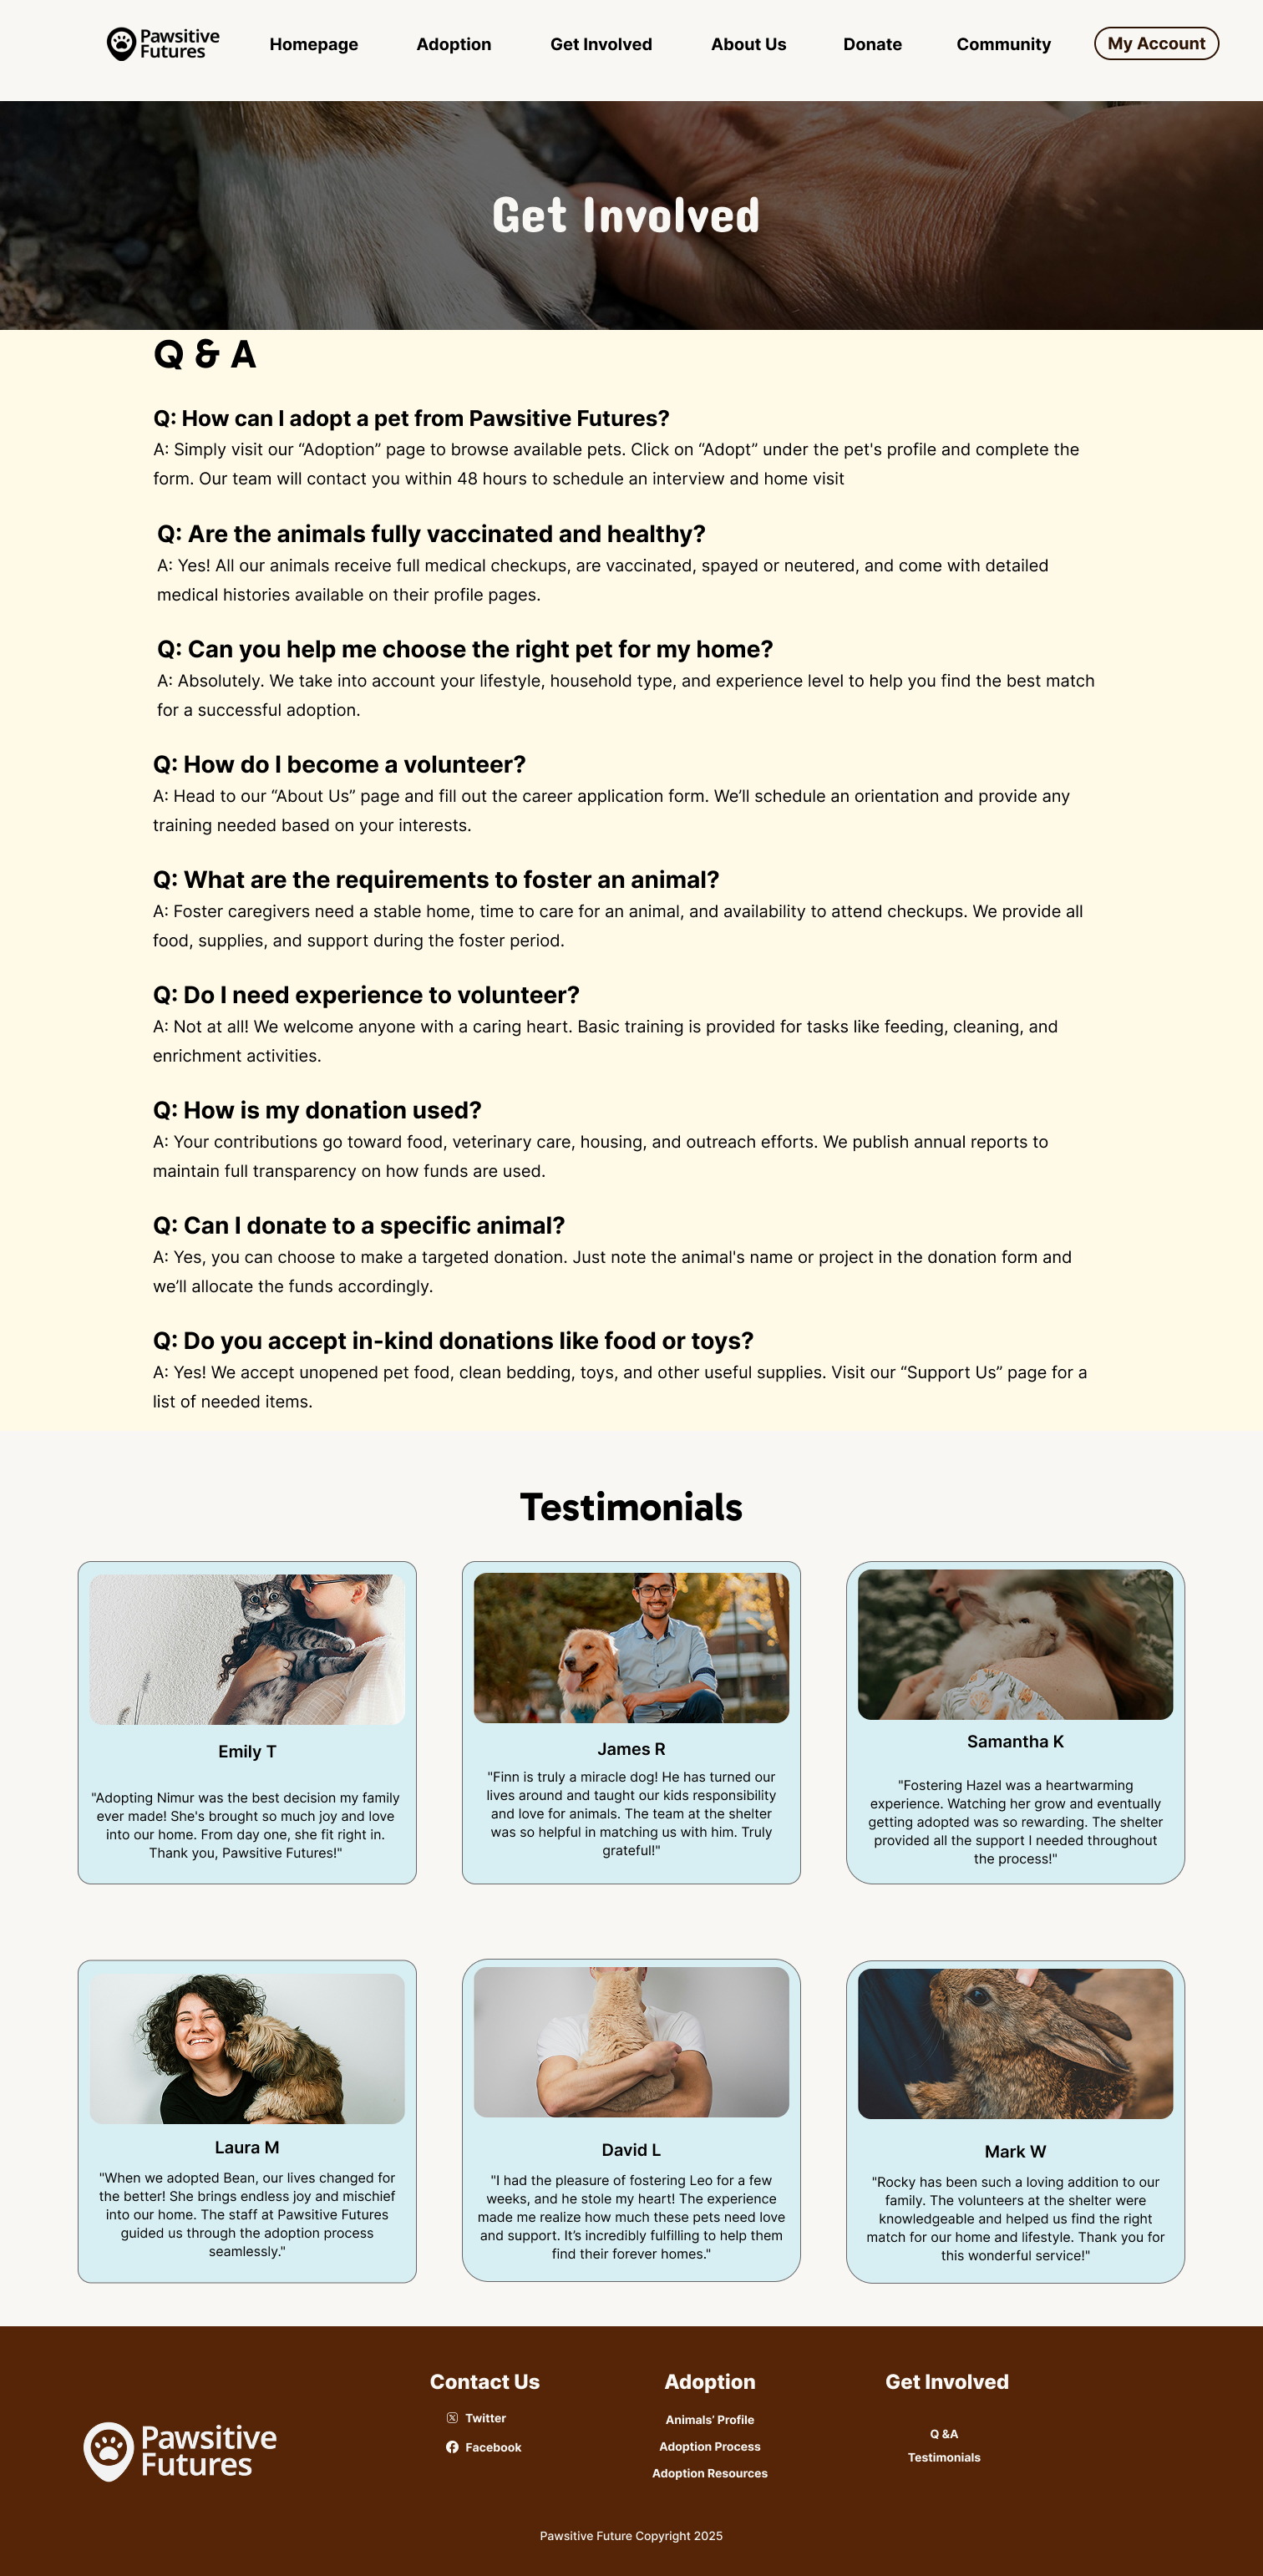 Pawsitive
Futures
Homepage
Adoption
Get Involved
About Us
Donate
Community
My Account
Get Involved
Q & A
Q: How can I adopt a pet from Pawsitive Futures?
A: Simply visit our “Adoption” page to browse available pets. Click on “Adopt” under the pet's profile and complete the
form. Our team will contact you within 48 hours to schedule an interview and home visit
Q: Are the animals fully vaccinated and healthy?
A: Yes! All our animals receive full medical checkups, are vaccinated, spayed or neutered, and come with detailed
medical histories available on their profile pages.
Q: Can you help me choose the right pet for my home?
A: Absolutely. We take into account your lifestyle, household type, and experience level to help you find the best match
for a successful adoption.
Q: How do I become a volunteer?
A: Head to our “About Us” page and fill out the career application form. We’ll schedule an orientation and provide any
training needed based on your interests.
Q: What are the requirements to foster an animal?
A: Foster caregivers need a stable home, time to care for an animal, and availability to attend checkups. We provide all
food, supplies, and support during the foster period.
Q: Do I need experience to volunteer?
A: Not at all! We welcome anyone with a caring heart. Basic training is provided for tasks like feeding, cleaning, and
enrichment activities.
Q: How is my donation used?
A: Your contributions go toward food, veterinary care, housing, and outreach efforts. We publish annual reports to
maintain full transparency on how funds are used.
Q: Can I donate to a specific animal?
A: Yes, you can choose to make a targeted donation. Just note the animal's name or project in the donation form and
we’ll allocate the funds accordingly.
Q: Do you accept in-kind donations like food or toys?
A: Yes! We accept unopened pet food, clean bedding, toys, and other useful supplies. Visit our “Support Us” page for a
list of needed items.
Testimonials
Emily T
"Adopting Nimur was the best decision my family
ever made! She's brought so much joy and love
into our home. From day one, she fit right in.
Thank you, Pawsitive Futures!"
James R
"Finn is truly a miracle dog! He has turned our
lives around and taught our kids responsibility
and love for animals. The team at the shelter
was so helpful in matching us with him. Truly
grateful!"
Samantha K
"Fostering Hazel was a heartwarming
experience. Watching her grow and eventually
getting adopted was so rewarding. The shelter
provided all the support I needed throughout
the process!"
Laura M
"When we adopted Bean, our lives changed for
the better! She brings endless joy and mischief
into our home. The staff at Pawsitive Futures
guided us through the adoption process
seamlessly."
David L
"I had the pleasure of fostering Leo for a few
weeks, and he stole my heart! The experience
made me realize how much these pets need love
and support. It’s incredibly fulfilling to help them
find their forever homes."
Mark W
"Rocky has been such a loving addition to our
family. The volunteers at the shelter were
knowledgeable and helped us find the right
match for our home and lifestyle. Thank you for
this wonderful service!"
Pawsitive
Futures
Contact Us
Twitter
Facebook
Adoption
Animals’ Profile
Adoption Process
Adoption Resources
Get Involved
Q &A
Testimonials
Pawsitive Future Copyright 2025